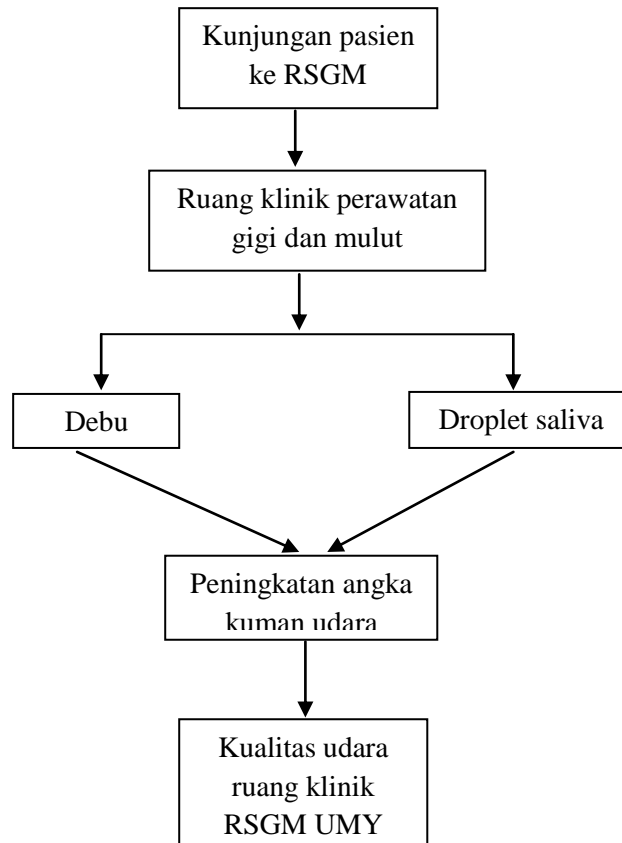 Kunjungan pasien
ke RSGM
Ruang klinik perawatan
gigi dan mulut
Debu
Droplet saliva
Peningkatan angka
kuman udara
Kualitas udara
ruang klinik
RSGM UMY